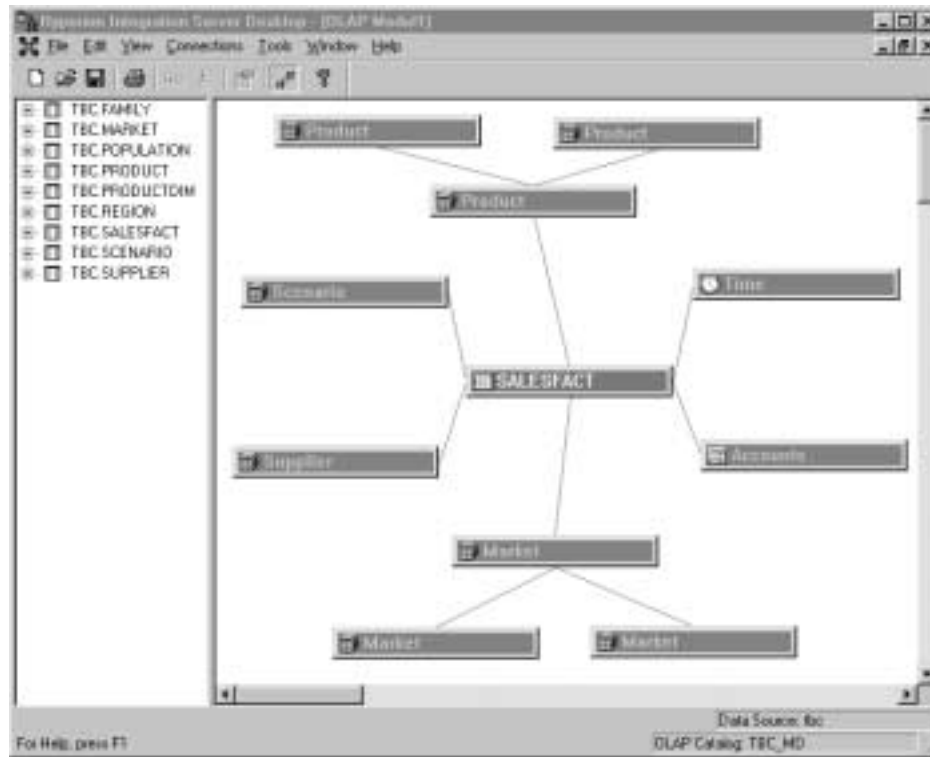 Hyperion Integration Server Desktop - [OLAP Model1]
File Edit View Connections Tools Window Help
TBC.FAMILY
TBC.MARKET
TBC.POPULATION
TBC.PRODUCT
TBC.PRODUCTDIM
TBC.REGION
TBC.SALESFACT
TBC.SCENARIO
TBC.SUPPLIER
Product
Product
Product
Scenario
Time
SALESFACT
Supplier
Accounts
Market
Market
Market
Data Source: tbc
For Help, press F1
OLAP Catalog: TBC_MD